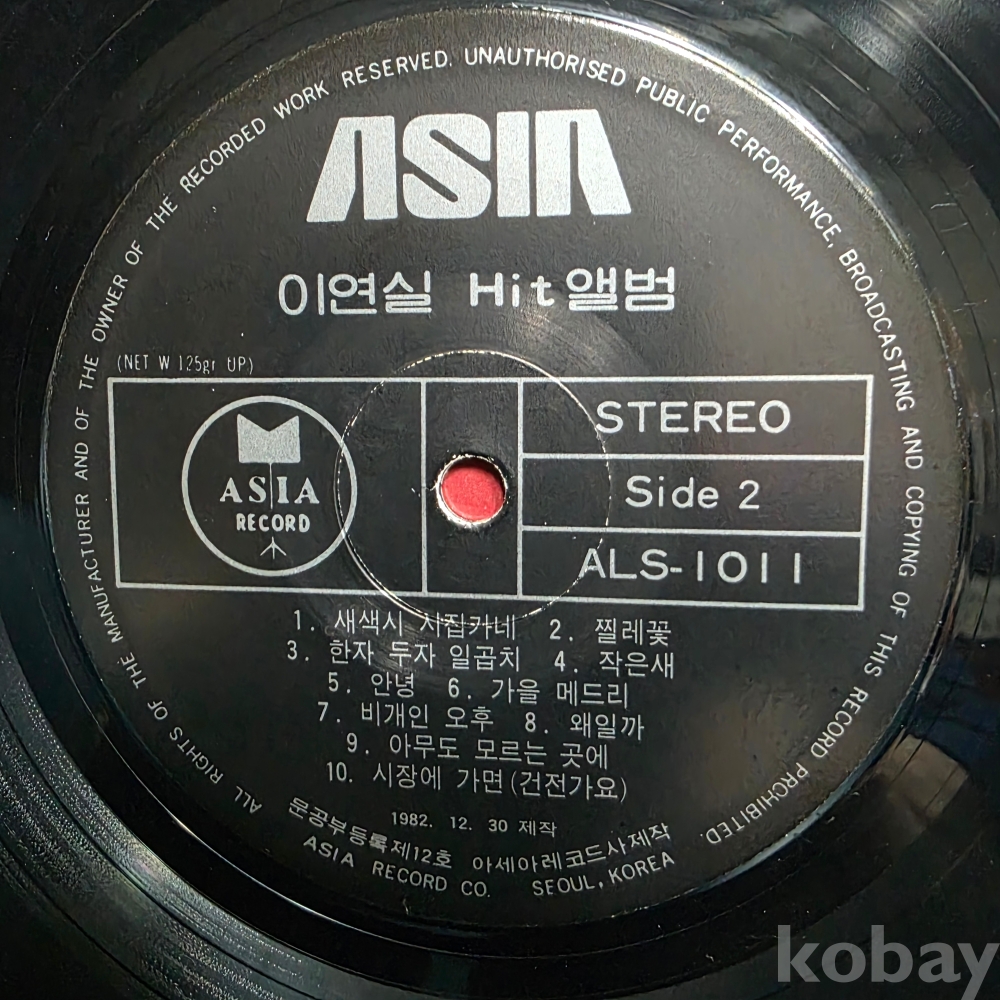 ALL RIGHTS OF THE MANUFACTURER AND OF THE OWNER OF THE RECORDED WORK RESERVED. UNAUTHORISED PUBLIC PERFORMANCE, BROADCASTING AND COPYING OF THIS RECORD PROHIBITED.
ASIA
이연실 Hit 앨범
(NET W 125gr UP)
ASIA
RECORD
STEREO
Side 2
ALS-1011
1. 새색시 시집가네 2. 찔레꽃
3. 한자 두자 일곱치 4. 작은새
5. 안녕 6. 가을 메드리
7. 비개인 오후 8. 왜일까
9. 아무도 모르는 곳에
10. 시장에 가면(건전가요)
1982. 12. 30 제작
문공부등록제12호 아세아레코드사제작
ASIA RECORD CO. SEOUL, KOREA
kobay